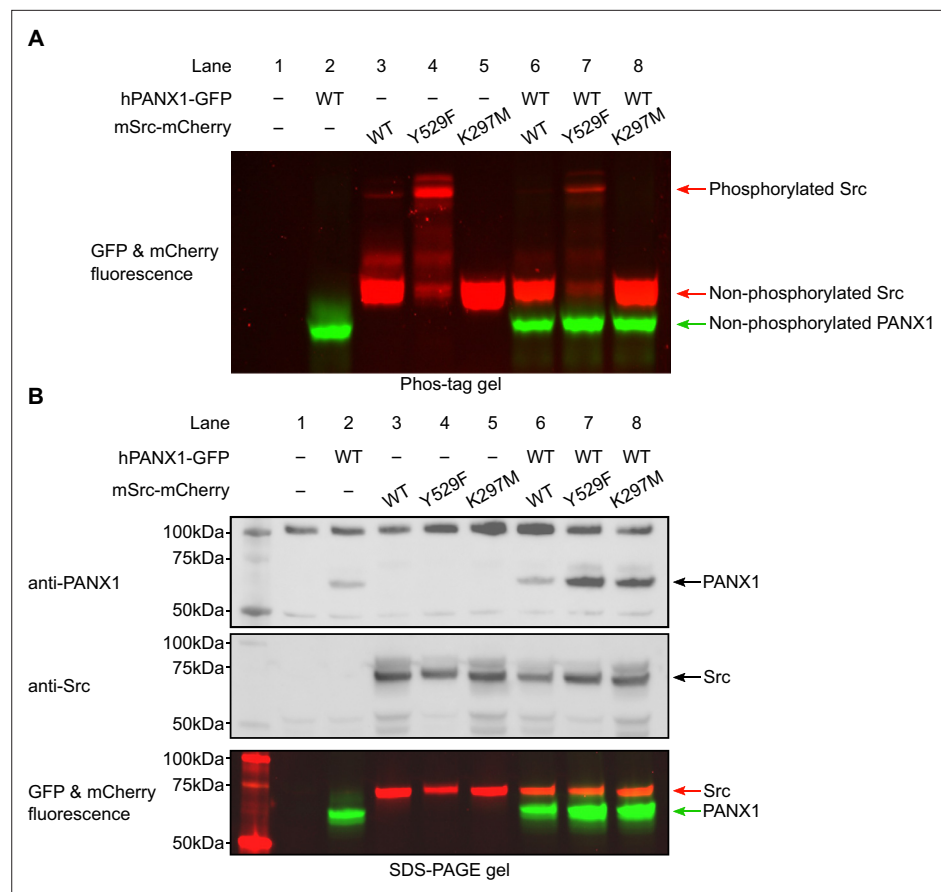 A
Lane 1 2 3 4 5 6 7 8
hPANX1-GFP – WT – – – WT WT WT
mSrc-mCherry – – WT Y529F K297M WT Y529F K297M
Phosphorylated Src
GFP & mCherry
fluorescence
Non-phosphorylated Src
Non-phosphorylated PANX1
Phos-tag gel
B
Lane 1 2 3 4 5 6 7 8
hPANX1-GFP – WT – – – WT WT WT
mSrc-mCherry – – WT Y529F K297M WT Y529F K297M
100kDa
75kDa
anti-PANX1
PANX1
50kDa
100kDa
75kDa
anti-Src
Src
50kDa
100kDa
75kDa
GFP & mCherry
fluorescence
Src
PANX1
50kDa
SDS-PAGE gel